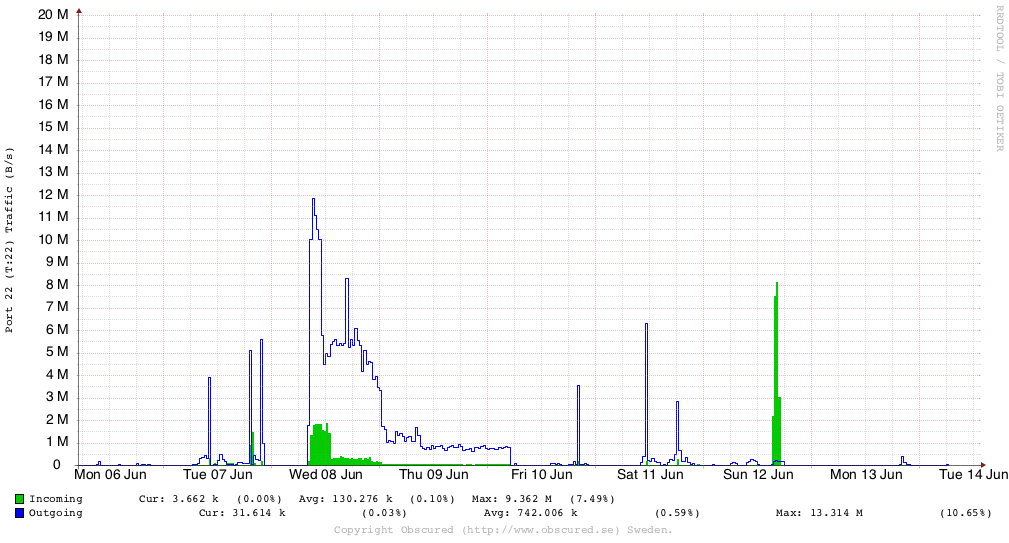 20 M
19 M
18 M
17 M
16 M
15 M
14 M
13 M
12 M
11 M
10 M
9 M
8 M
7 M
6 M
5 M
4 M
3 M
2 M
1 M
0
Port 22 (T:22) Traffic (B/s)
RRDTOOL / TOBI OETIKER
Mon 06 Jun Tue 07 Jun Wed 08 Jun Thu 09 Jun Fri 10 Jun Sat 11 Jun Sun 12 Jun Mon 13 Jun Tue 14 Jun
Incoming Cur: 3.662 k (0.00%) Avg: 130.276 k (0.10%) Max: 9.362 M (7.49%)
Outgoing Cur: 31.614 k (0.03%) Avg: 742.006 k (0.59%) Max: 13.314 M (10.65%)
Copyright Obscured (http://www.obscured.se) Sweden.